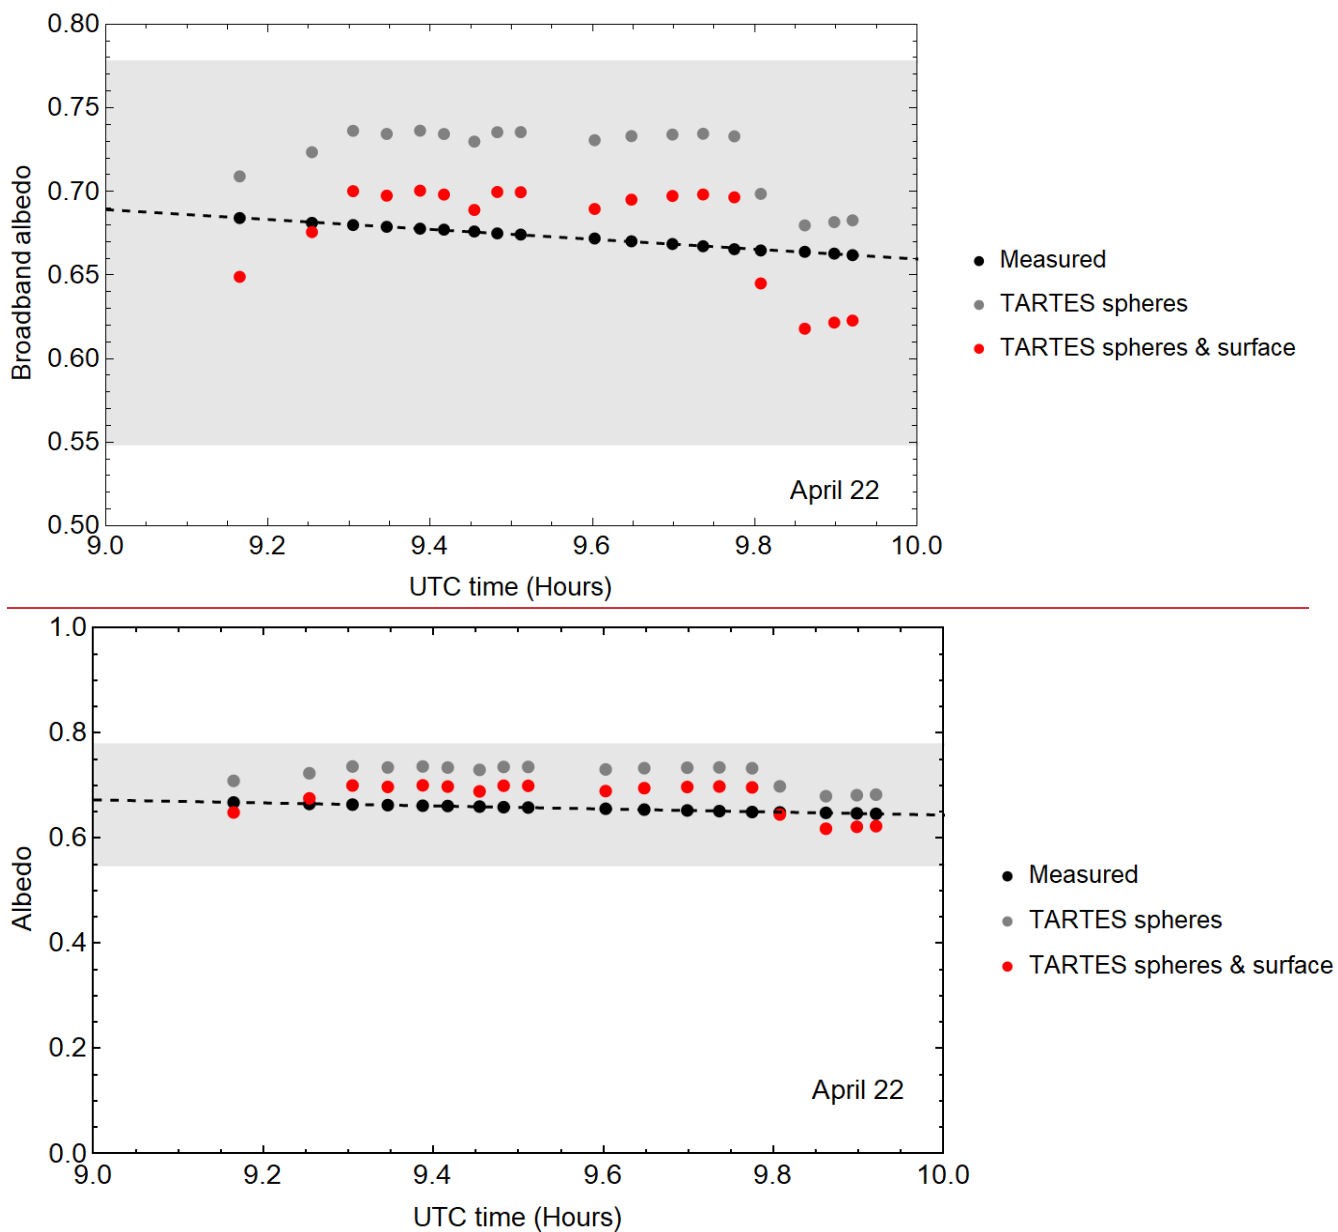 0.80
0.75
0.70
0.65
0.60
0.55
0.50
Broadband albedo
9.0 9.2 9.4 9.6 9.8 10.0
UTC time (Hours)
April 22
Measured
TARTES spheres
TARTES spheres & surface
1.0
0.8
0.6
0.4
0.2
0.0
Albedo
9.0 9.2 9.4 9.6 9.8 10.0
UTC time (Hours)
April 22
Measured
TARTES spheres
TARTES spheres & surface